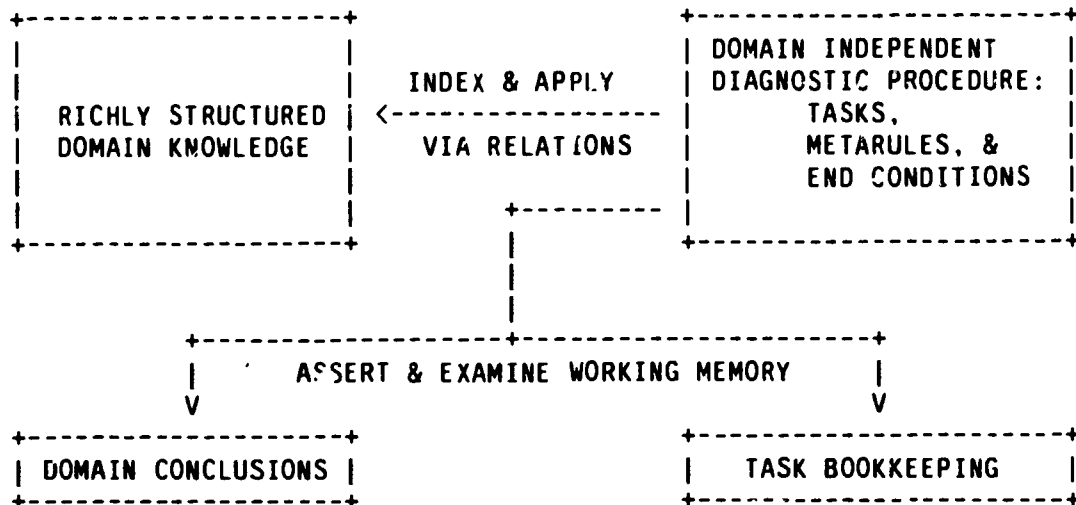 DOMAIN INDEPENDENT
INDEX & APPLY
DIAGNOSTIC PROCEDURE:
RICHLY STRUCTURED
TASKS,
DOMAIN KNOWLEDGE
VIA RELATIONS
METARULES, &
END CONDITIONS
ASSERT & EXAMINE WORKING MEMORY
DOMAIN CONCLUSIONS
TASK BOOKKEEPING